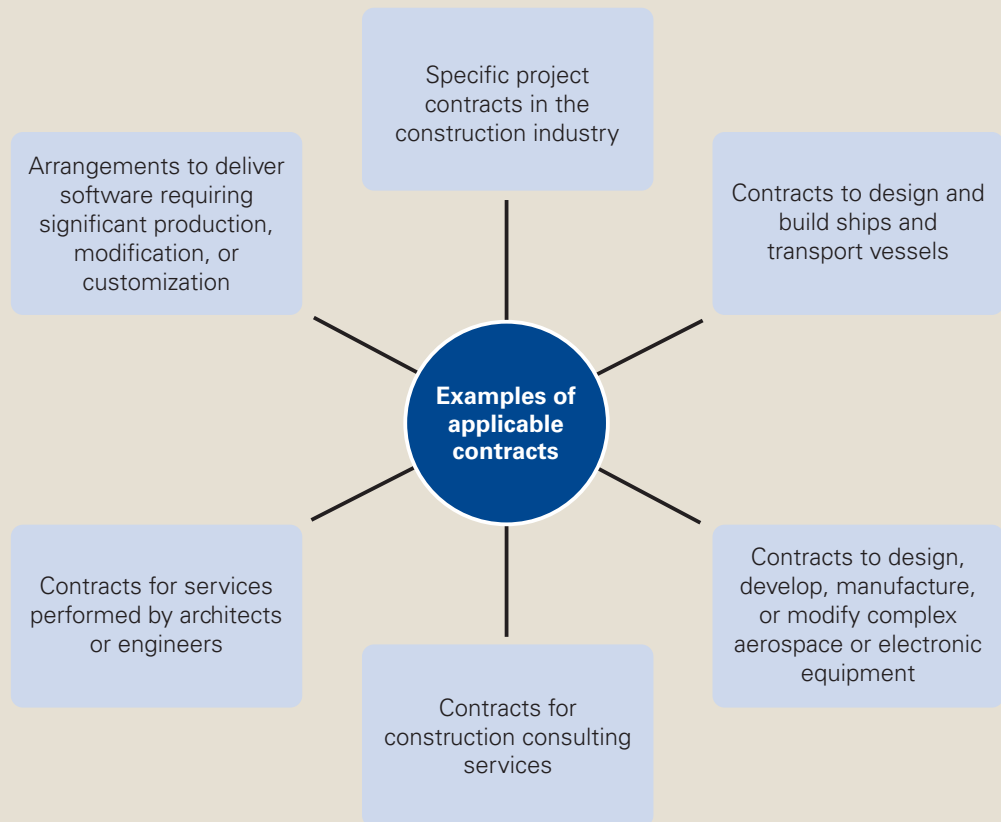 Specific project
contracts in the
construction industry
Arrangements to deliver
software requiring
significant production,
modification, or
customization
Contracts to design and
build ships and
transport vessels
Examples of
applicable
contracts
Contracts for services
performed by architects
or engineers
Contracts to design,
develop, manufacture,
or modify complex
aerospace or electronic
equipment
Contracts for
construction consulting
services